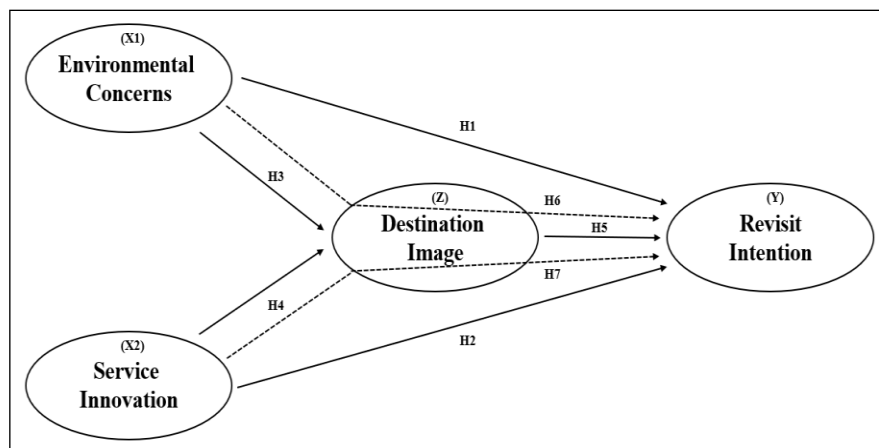 (X1)
Environmental
Concerns
H1
H3
(Z)
Destination
Image
H6
H5
H7
(Y)
Revisit
Intention
H4
H2
(X2)
Service
Innovation